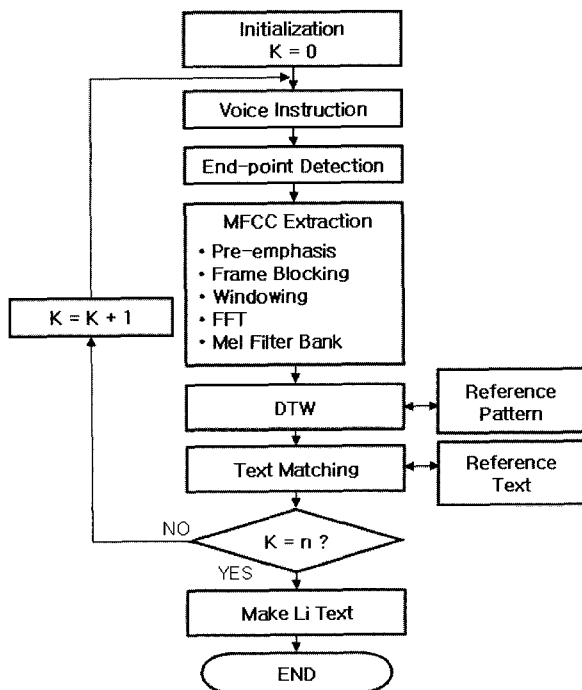 Initialization
K = 0
Voice Instruction
End-point Detection
MFCC Extraction
• Pre-emphasis
• Frame Blocking
• Windowing
• FFT
• Mel Filter Bank
K = K + 1
DTW
Reference
Pattern
Text Matching
Reference
Text
NO
K = n ?
YES
Make Li Text
END